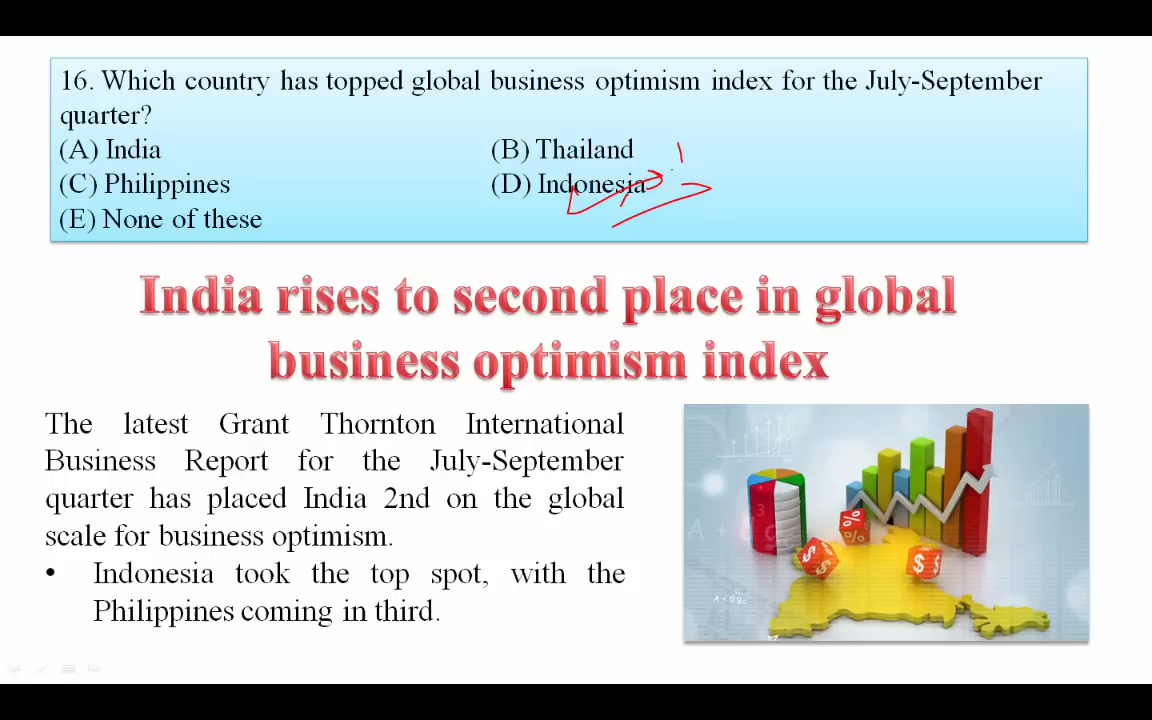 16. Which country has topped global business optimism index for the July-September
quarter?
(A) India (B) Thailand
(C) Philippines (D) Indonesia
(E) None of these
India rises to second place in global
business optimism index
The latest Grant Thornton International
Business Report for the July-September
quarter has placed India 2nd on the global
scale for business optimism.
• Indonesia took the top spot, with the
Philippines coming in third.